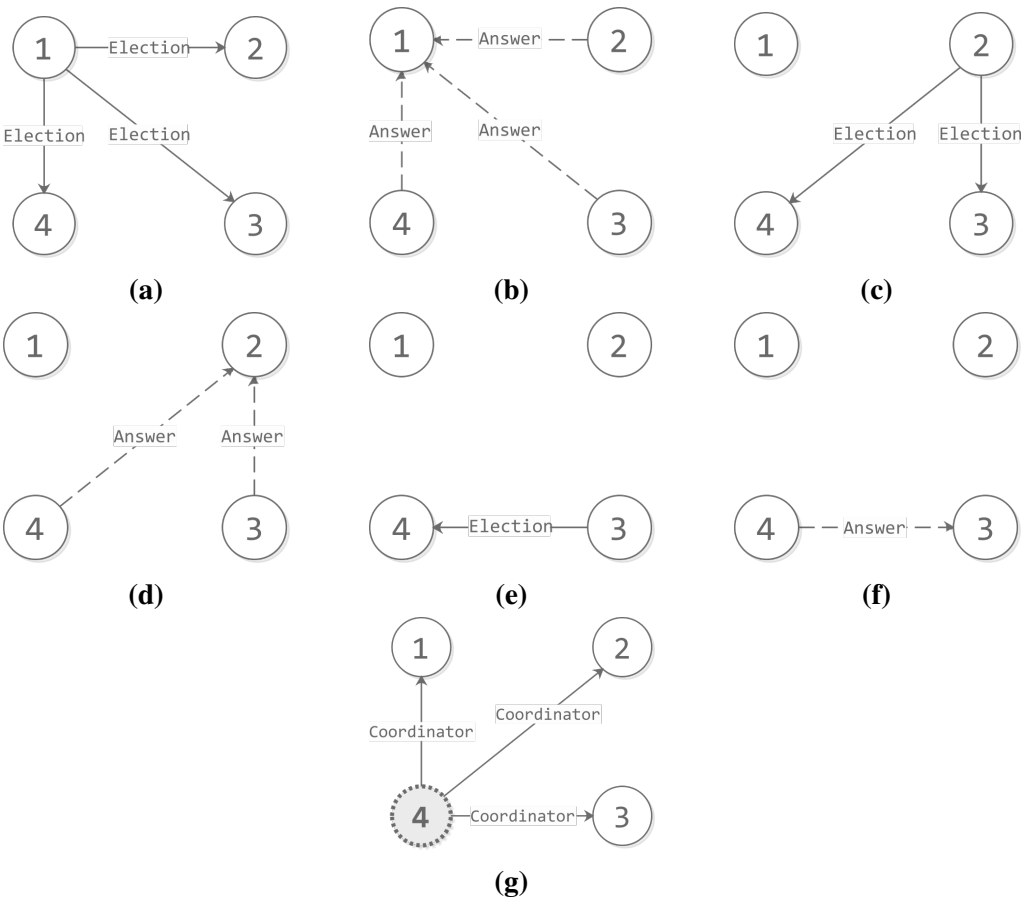 1 Election 2
Election Election
4 3
(a)
1 Answer 2
Answer Answer
4 3
(b)
1 2
Election Election
4 3
(c)
1 2
Answer Answer
4 3
(d)
1 2
4 Election 3
(e)
1 2
4 Answer 3
(f)
1 2
Coordinator Coordinator
4 Coordinator 3
(g)